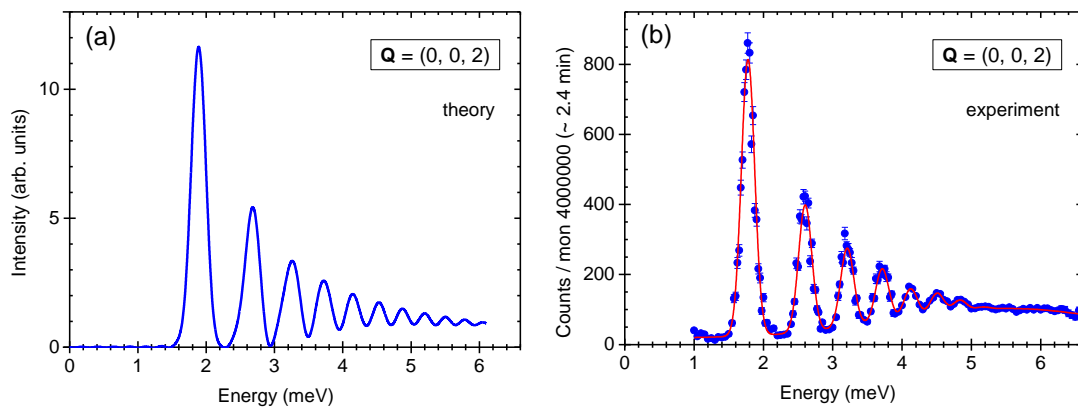 (a)
Q = (0, 0, 2)
theory
Intensity (arb. units)
10
5
0
0 1 2 3 4 5 6
Energy (meV)
(b)
Q = (0, 0, 2)
experiment
Counts / mon 4000000 (~ 2.4 min)
800
600
400
200
0
0 1 2 3 4 5 6
Energy (meV)